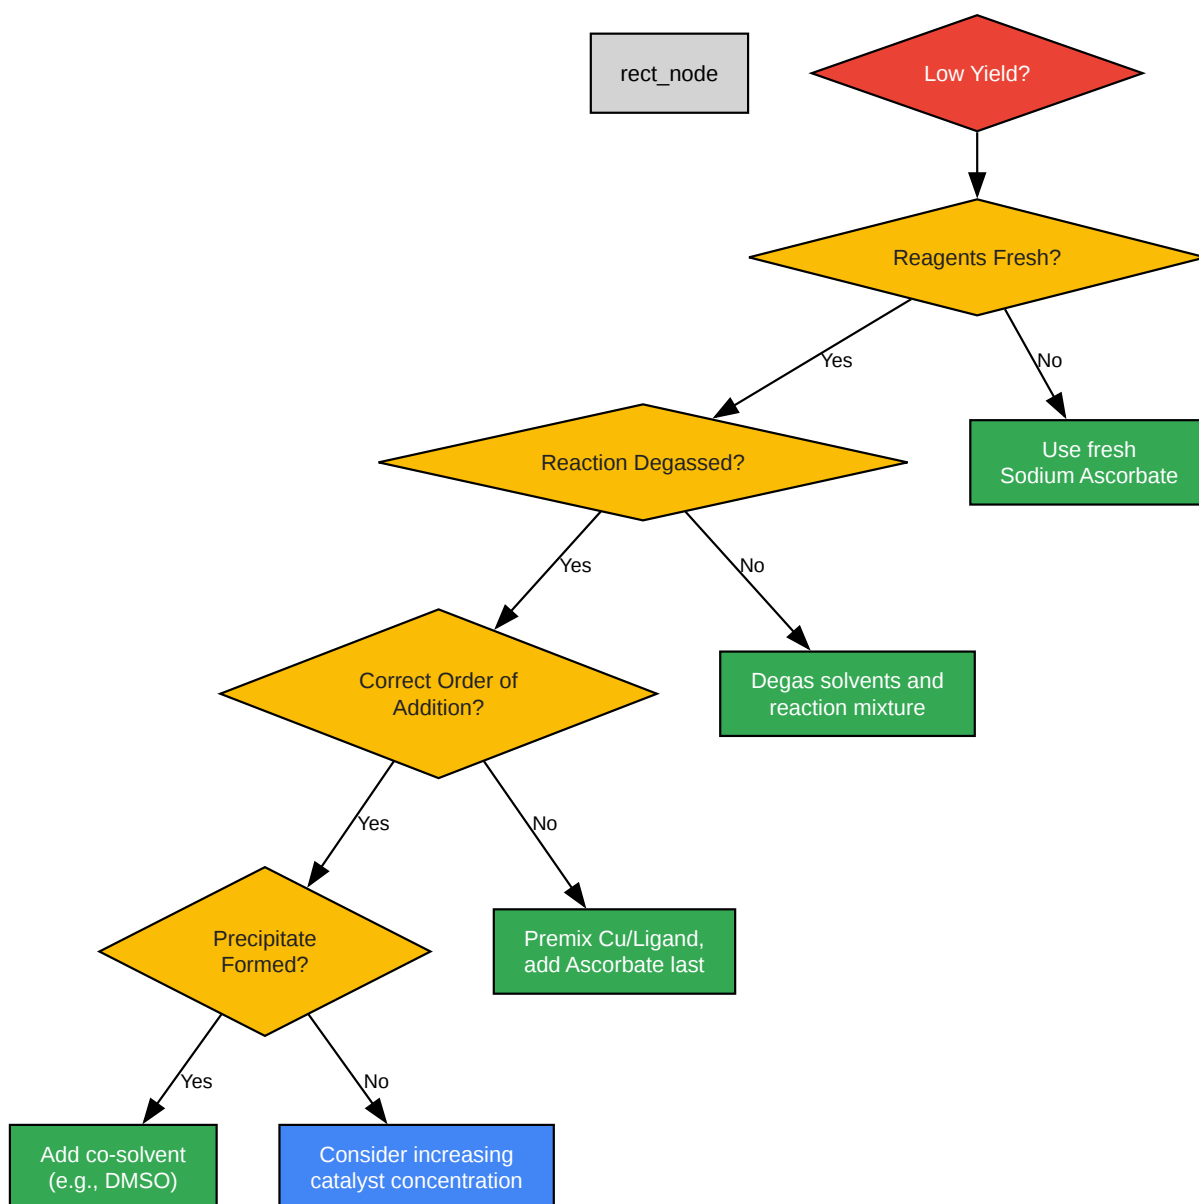 rect_node
Low Yield?
Reagents Fresh?
Yes
No
Use fresh
Sodium Ascorbate
Reaction Degassed?
Yes
No
Correct Order of
Addition?
Degas solvents and
reaction mixture
Yes
No
Precipitate
Formed?
Premix Cu/Ligand,
add Ascorbate last
Yes
No
Add co-solvent
(e.g., DMSO)
Consider increasing
catalyst concentration